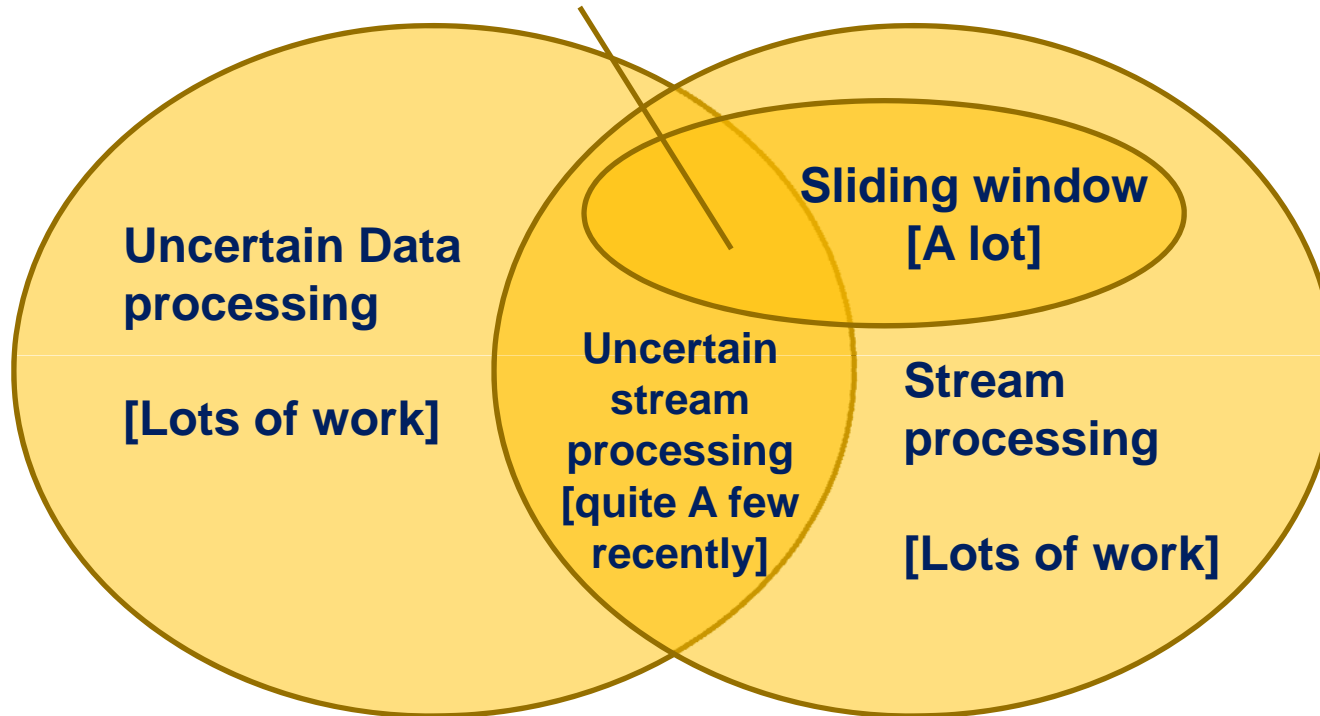 Uncertain Data
processing
[Lots of work]
Sliding window
[A lot]
Uncertain
stream
processing
[quite A few
recently]
Stream
processing
[Lots of work]